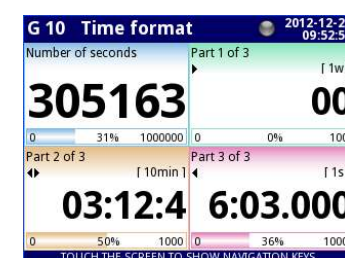 G 10 Time format 2012-12-2
09:52:5
Number of seconds
305163
0 31% 1000000
Part 1 of 3
[ 1w
00
0 0% 100
Part 2 of 3
[ 10min ]
03:12:4
0 50% 1000
Part 3 of 3
[ 1s
6:03.000
0 36% 1000
TOUCH THE SCREEN TO SHOW NAVIGATION KEYS